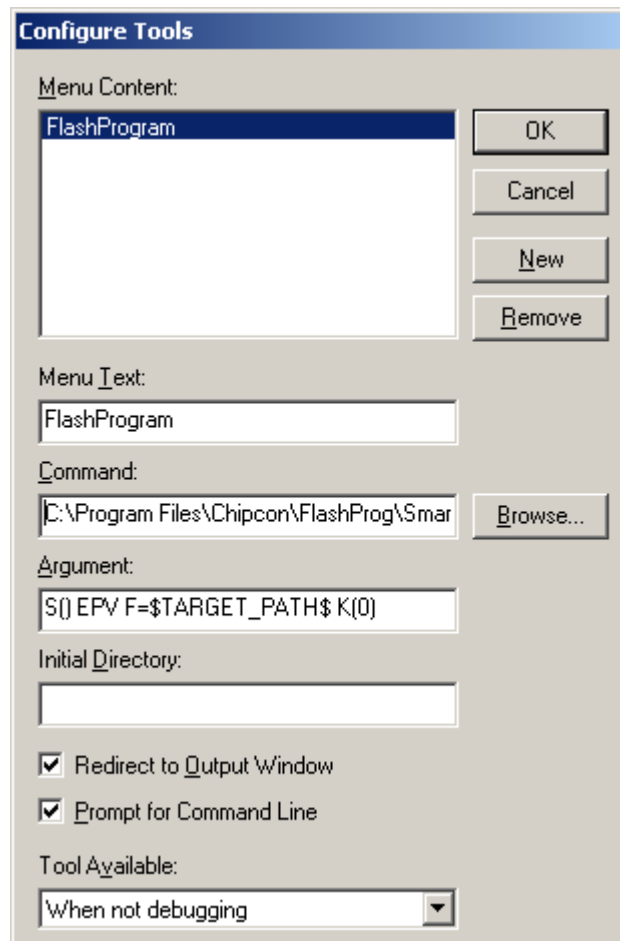 Configure Tools
Menu Content:
FlashProgram
OK
Cancel
New
Remove
Menu Text:
FlashProgram
Command:
C:\Program Files\Chipcon\FlashProg\Smar
Browse...
Argument:
S() EPV F=$TARGET_PATH$ K(0)
Initial Directory:
Redirect to Output Window
Prompt for Command Line
Tool Available:
When not debugging